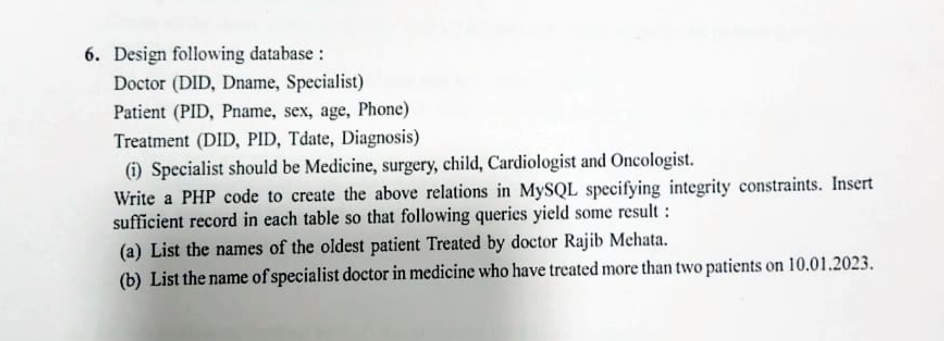 6. Design following database :
Doctor (DID, Dname, Specialist)
Patient (PID, Pname, sex, age, Phone)
Treatment (DID, PID, Tdate, Diagnosis)
(i) Specialist should be Medicine, surgery, child, Cardiologist and Oncologist.
Write a PHP code to create the above relations in MySQL specifying integrity constraints. Insert
sufficient record in each table so that following queries yield some result :
(a) List the names of the oldest patient Treated by doctor Rajib Mehata.
(b) List the name of specialist doctor in medicine who have treated more than two patients on 10.01.2023.